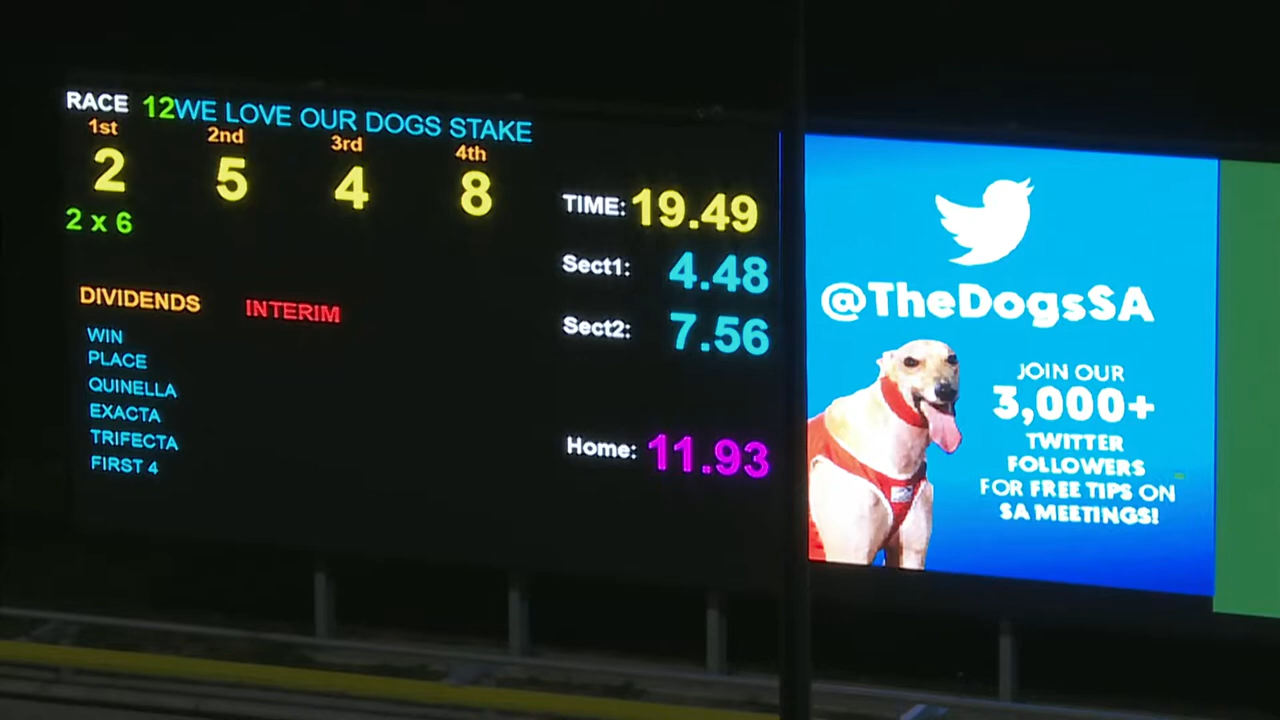 RACE 12WE LOVE OUR DOGS STAKE
1st 2nd 3rd 4th
2 5 4 8
2 x 6
TIME: 19.49
Sect1: 4.48
Sect2: 7.56
Home: 11.93
DIVIDENDS INTERIM
WIN
PLACE
QUINELLA
EXACTA
TRIFECTA
FIRST 4
@TheDogsSA
JOIN OUR
3,000+
TWITTER
FOLLOWERS
FOR FREE TIPS ON
SA MEETINGS!